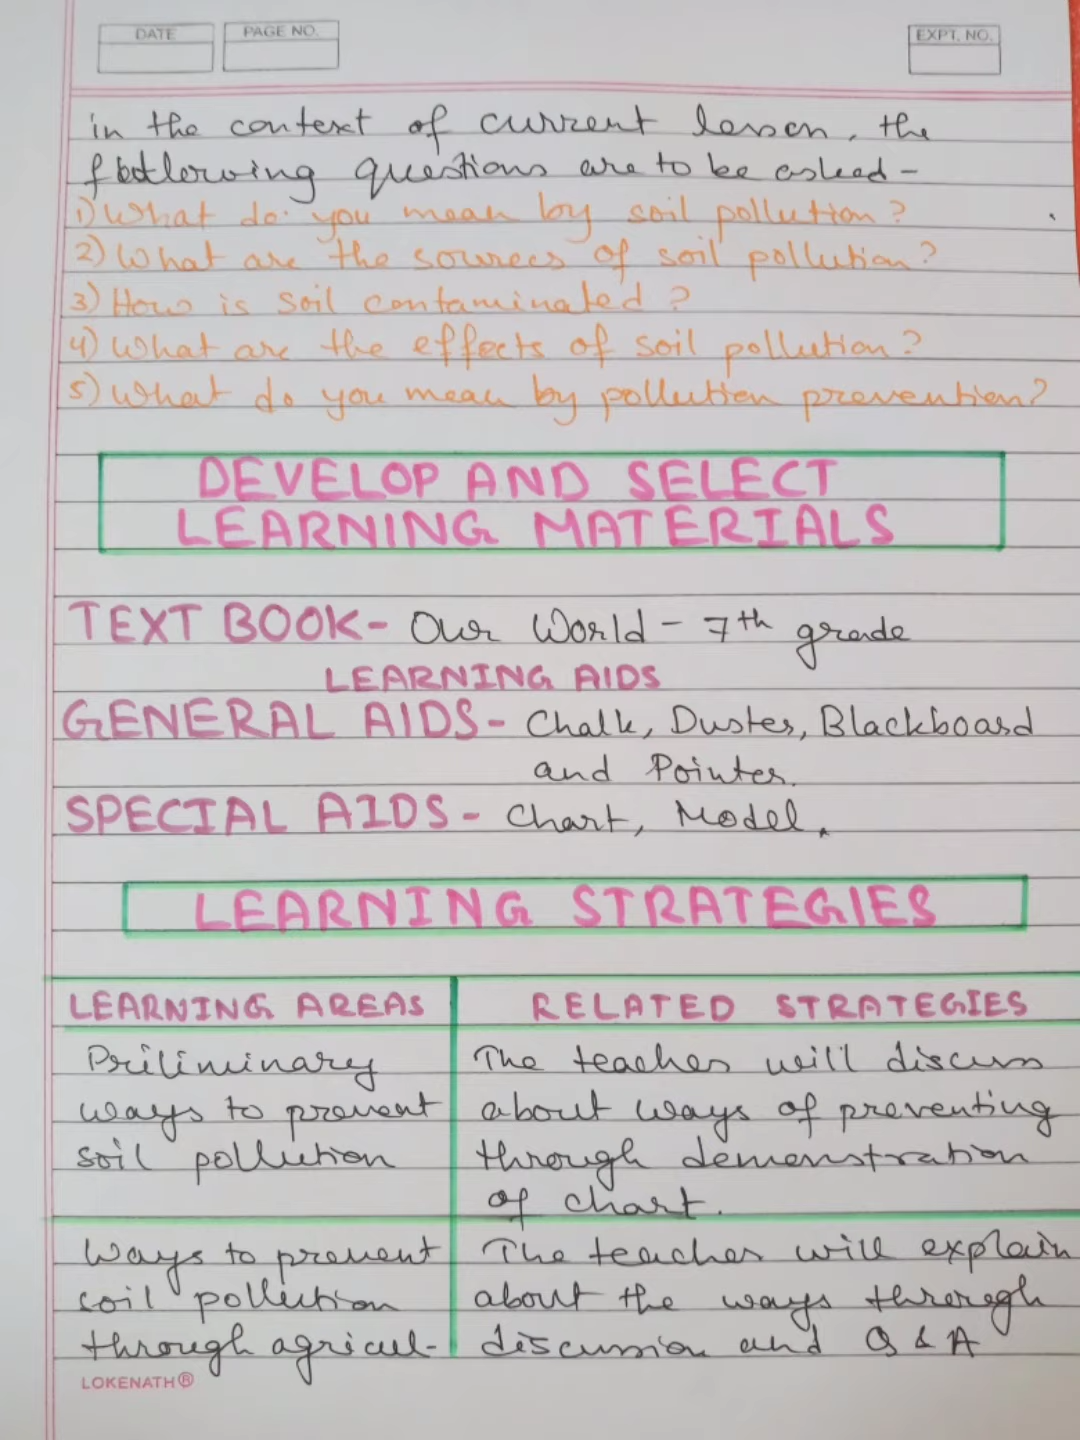 DATE
PAGE NO.
EXPT. NO.
in the context of current lesson, the
following questions are to be asked -
1) What do you mean by soil pollution?
2) What are the sources of soil pollution?
3) How is soil contaminated?
4) What are the effects of soil pollution?
5) What do you mean by pollution prevention?
DEVELOP AND SELECT
LEARNING MATERIALS
TEXT BOOK- Our World - 7th grade
LEARNING AIDS
GENERAL AIDS- Chalk, Duster, Blackboard
and Pointer.
SPECIAL AIDS- Chart, Model.
LEARNING STRATEGIES
LEARNING AREAS
RELATED STRATEGIES
Priliminary
ways to prevent
soil pollution
The teacher will discuss
about ways of preventing
through demonstration
of chart.
Ways to prevent
soil pollution
through agricul-
The teacher will explain
about the ways through
discussion and Q & A
LOKENATH®